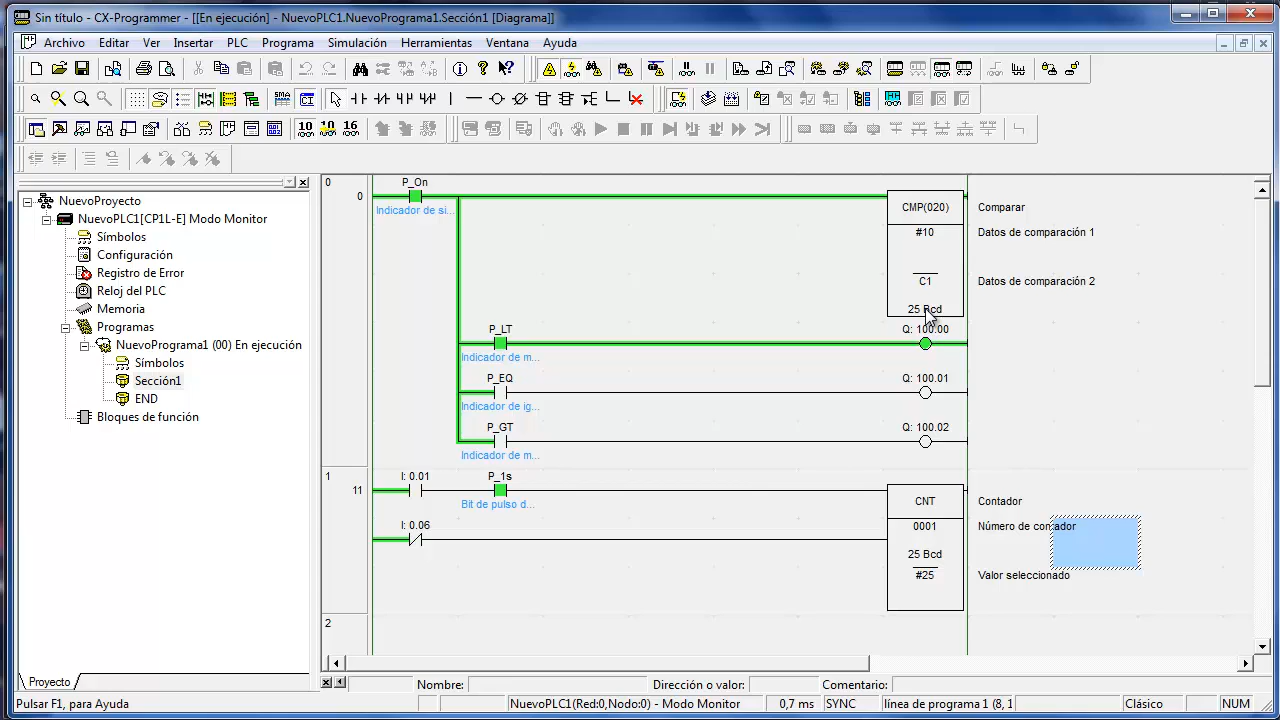 Sin título - CX-Programmer - [[En ejecución] - NuevoPLC1.NuevoPrograma1.Sección1 [Diagrama]]
Archivo Editar Ver Insertar PLC Programa Simulación Herramientas Ventana Ayuda
10 10 16
NuevoProyecto
NuevoPLC1[CP1L-E] Modo Monitor
Símbolos
Configuración
Registro de Error
Reloj del PLC
Memoria
Programas
NuevoPrograma1 (00) En ejecución
Símbolos
Sección1
END
Bloques de función
Proyecto
0
0
P_On
Indicador de si...
CMP(020)
Comparar
#10
Datos de comparación 1
C1
Datos de comparación 2
25 Bcd
P_LT
Q: 100.00
Indicador de m...
P_EQ
Q: 100.01
Indicador de ig...
P_GT
Q: 100.02
Indicador de m...
1
11
I: 0.01
P_1s
Bit de pulso d...
CNT
Contador
I: 0.06
0001
Número de contador
25 Bcd
#25
Valor seleccionado
2
Nombre: Dirección o valor: Comentario:
Pulsar F1, para Ayuda NuevoPLC1(Red:0,Nodo:0) - Modo Monitor 0,7 ms SYNC línea de programa 1 (8, 1 Clásico NUM